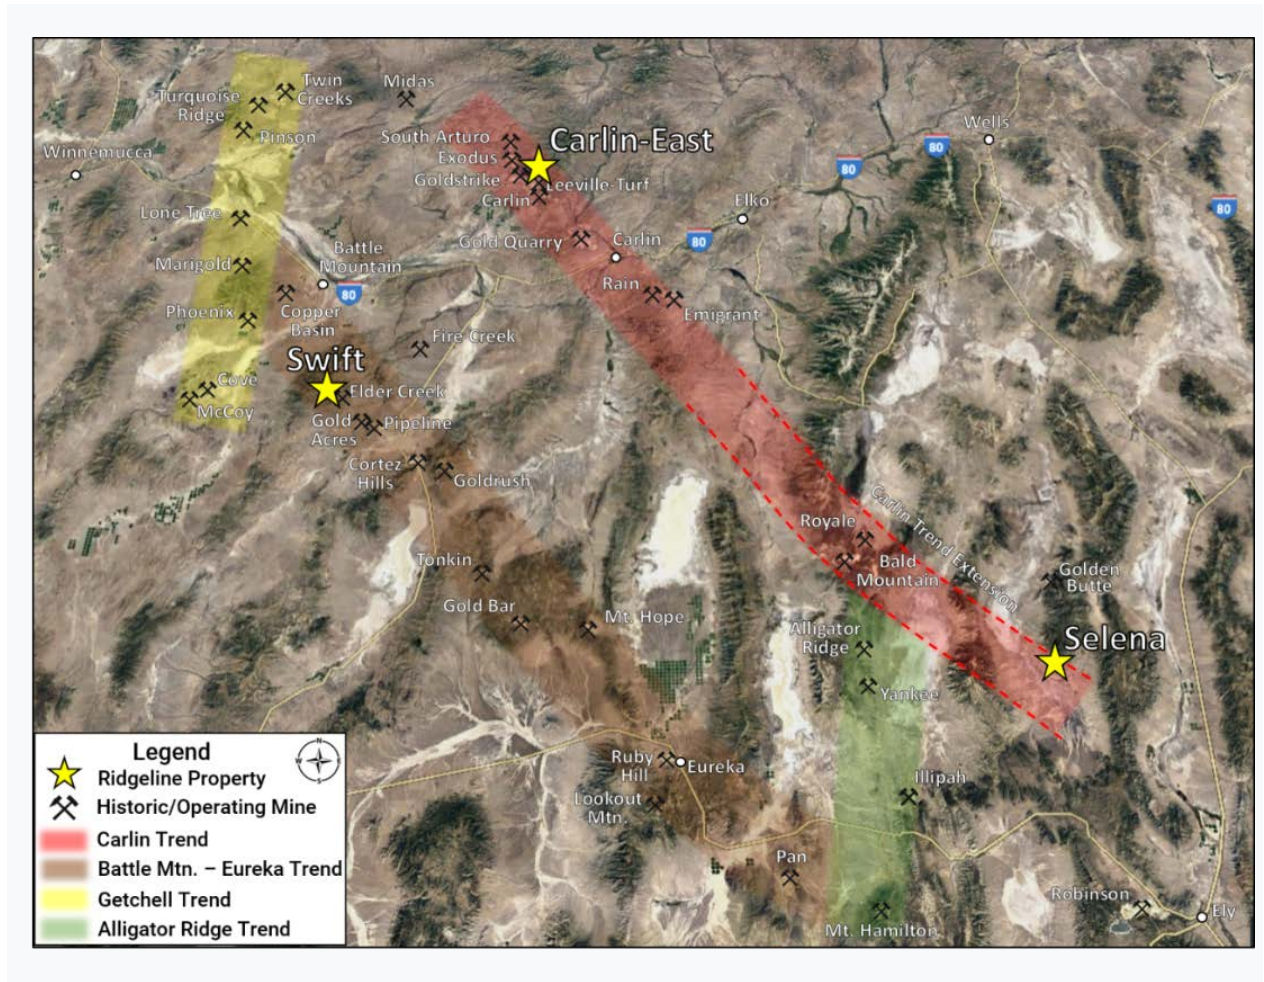 Twin
Creeks
Midas
Turquoise
Ridge
Pinson
South Arturo
Carlin-East
Wells
Winnemucca
Exodus
Goldstrike
Leeville-Turf
Carlin
80
80
80
Elko
Lone Tree
Gold Quarry
Carlin
80
Battle
Mountain
Marigold
Rain
80
Phoenix
Copper
Basin
Emigrant
Fire Creek
Swift
Cove
McCoy
Elder Creek
Gold
Acres
Pipeline
Cortez
Hills
Goldrush
Carlin Trend Extension
Royale
Bald
Mountain
Golden
Butte
Tonkin
Gold Bar
Mt. Hope
Alligator
Ridge
Selena
Yankee
Ruby
Hill
Eureka
Illipah
Lookout
Mtn.
Pan
Robinson
Ely
Mt. Hamilton
Legend
N
W
E
S
Ridgeline Property
Historic/Operating Mine
Carlin Trend
Battle Mtn. – Eureka Trend
Getchell Trend
Alligator Ridge Trend